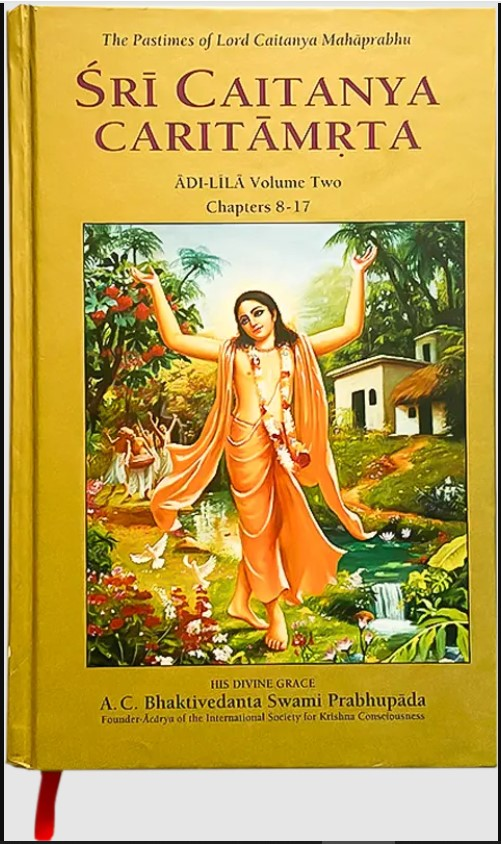 The Pastimes of Lord Caitanya Mahāprabhu
ŚRĪ CAITANYA
CARITĀMṚTA
ĀDI-LĪLĀ Volume Two
Chapters 8-17
HIS DIVINE GRACE
A. C. Bhaktivedanta Swami Prabhupāda
Founder-Ācārya of the International Society for Krishna Consciousness